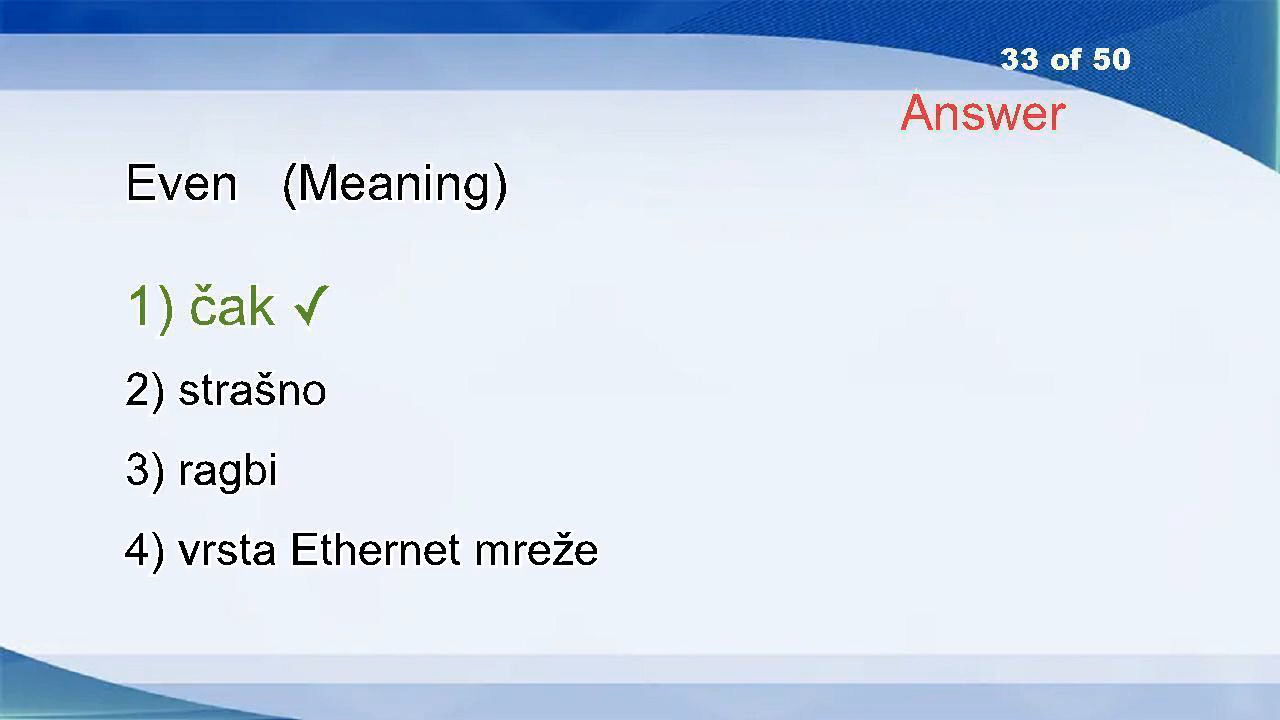 33 of 50
Answer
Even (Meaning)
1) čak ✓
2) strašno
3) ragbi
4) vrsta Ethernet mreže